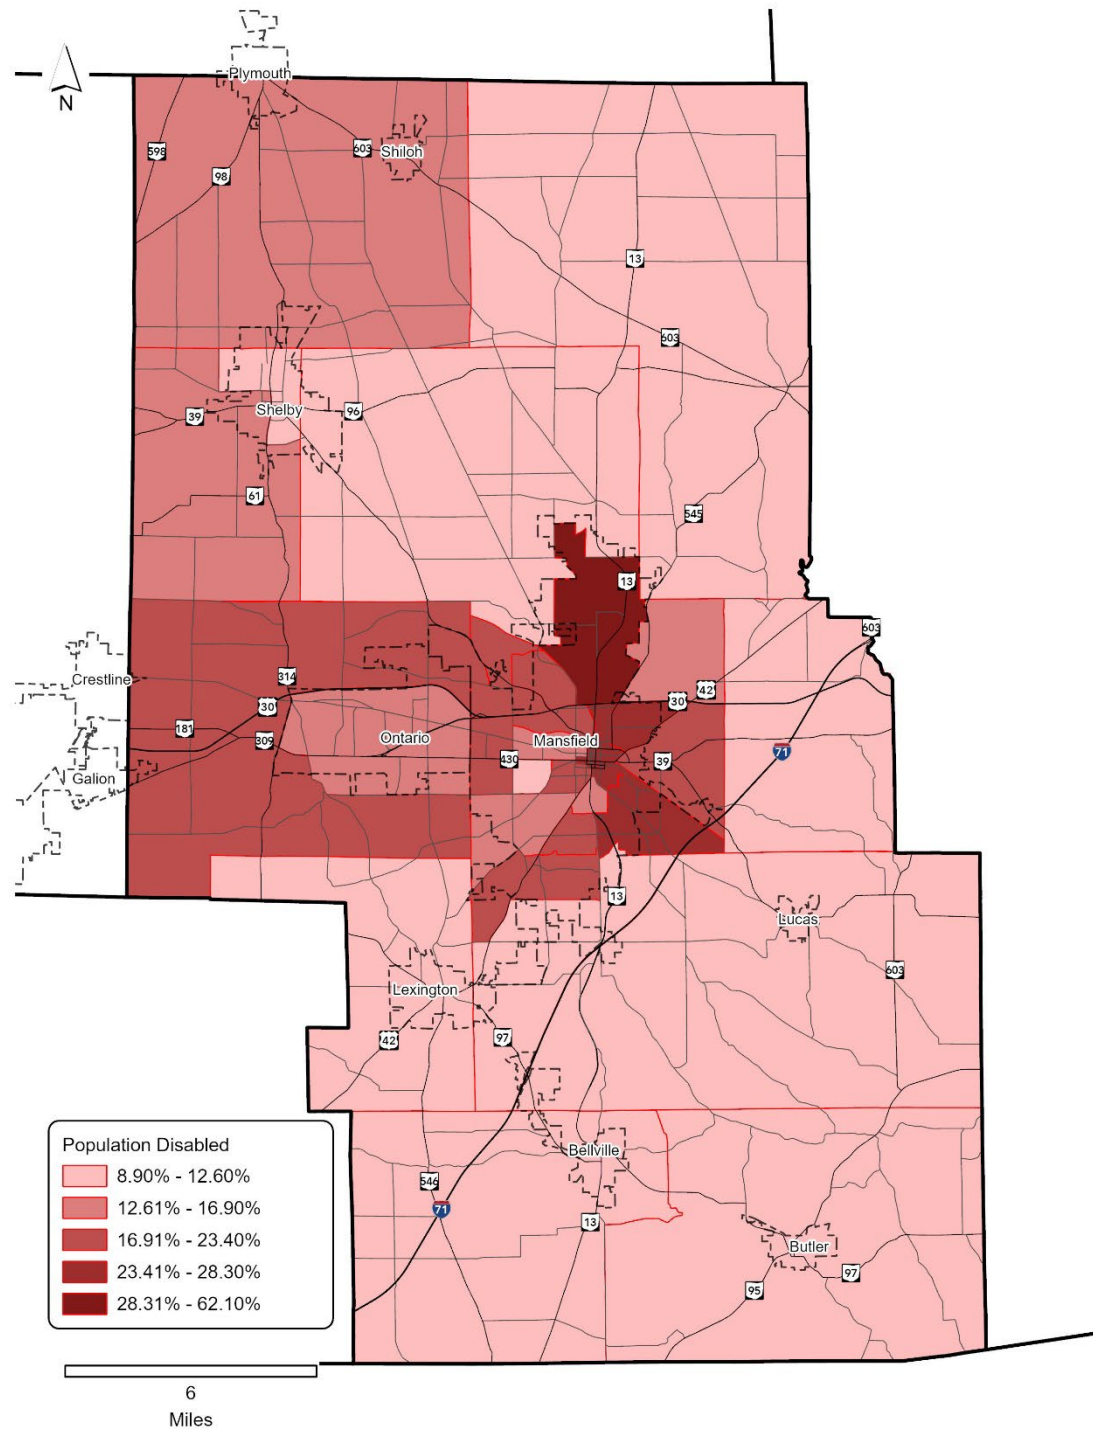 Plymouth
N
598
603
Shiloh
98
13
603
Shelby
96
39
61
545
13
603
Crestline
314
42
30
30
181
309
Ontario
Mansfield
430
39
71
Galion
13
Lucas
603
Lexington
42
97
Bellville
546
71
13
Butler
97
95
Population Disabled
8.90% - 12.60%
12.61% - 16.90%
16.91% - 23.40%
23.41% - 28.30%
28.31% - 62.10%
6
Miles